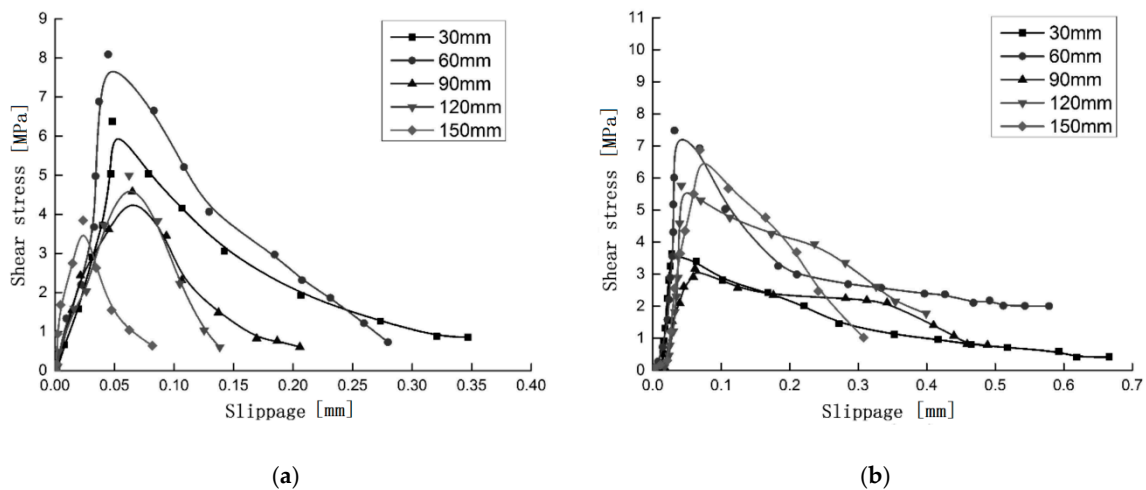 9
8
7
6
5
4
3
2
1
0
Shear stress [MPa]
30mm
60mm
90mm
120mm
150mm
0.00 0.05 0.10 0.15 0.20 0.25 0.30 0.35 0.40
Slippage [mm]
(a)
11
10
9
8
7
6
5
4
3
2
1
0
Shear stress [MPa]
30mm
60mm
90mm
120mm
150mm
0.0 0.1 0.2 0.3 0.4 0.5 0.6 0.7
Slippage [mm]
(b)